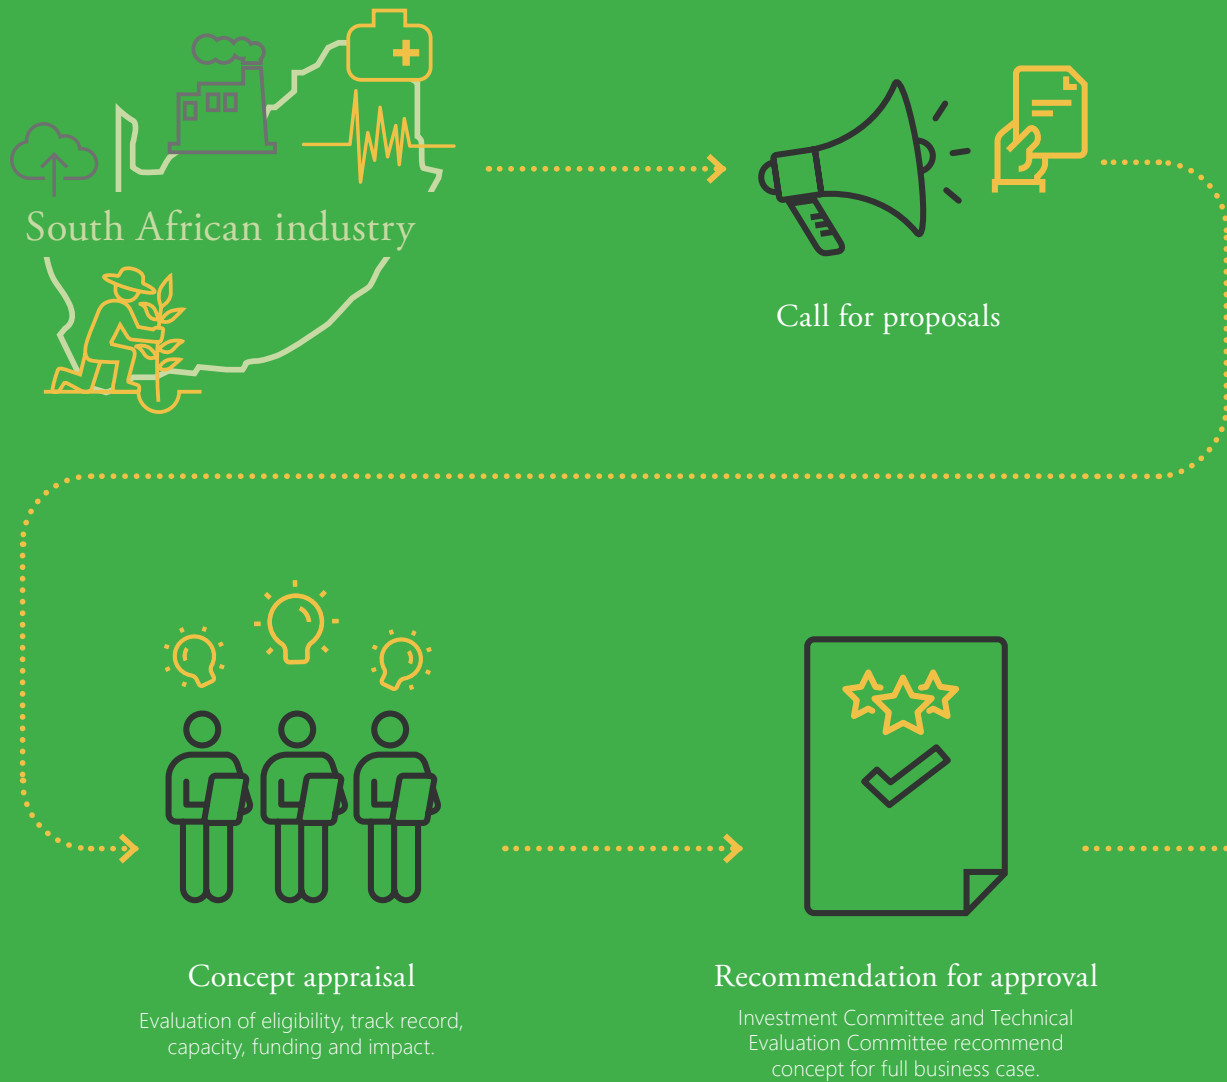 South African industry
Call for proposals
Concept appraisal
Evaluation of eligibility, track record,
capacity, funding and impact.
Recommendation for approval
Investment Committee and Technical
Evaluation Committee recommend
concept for full business case.